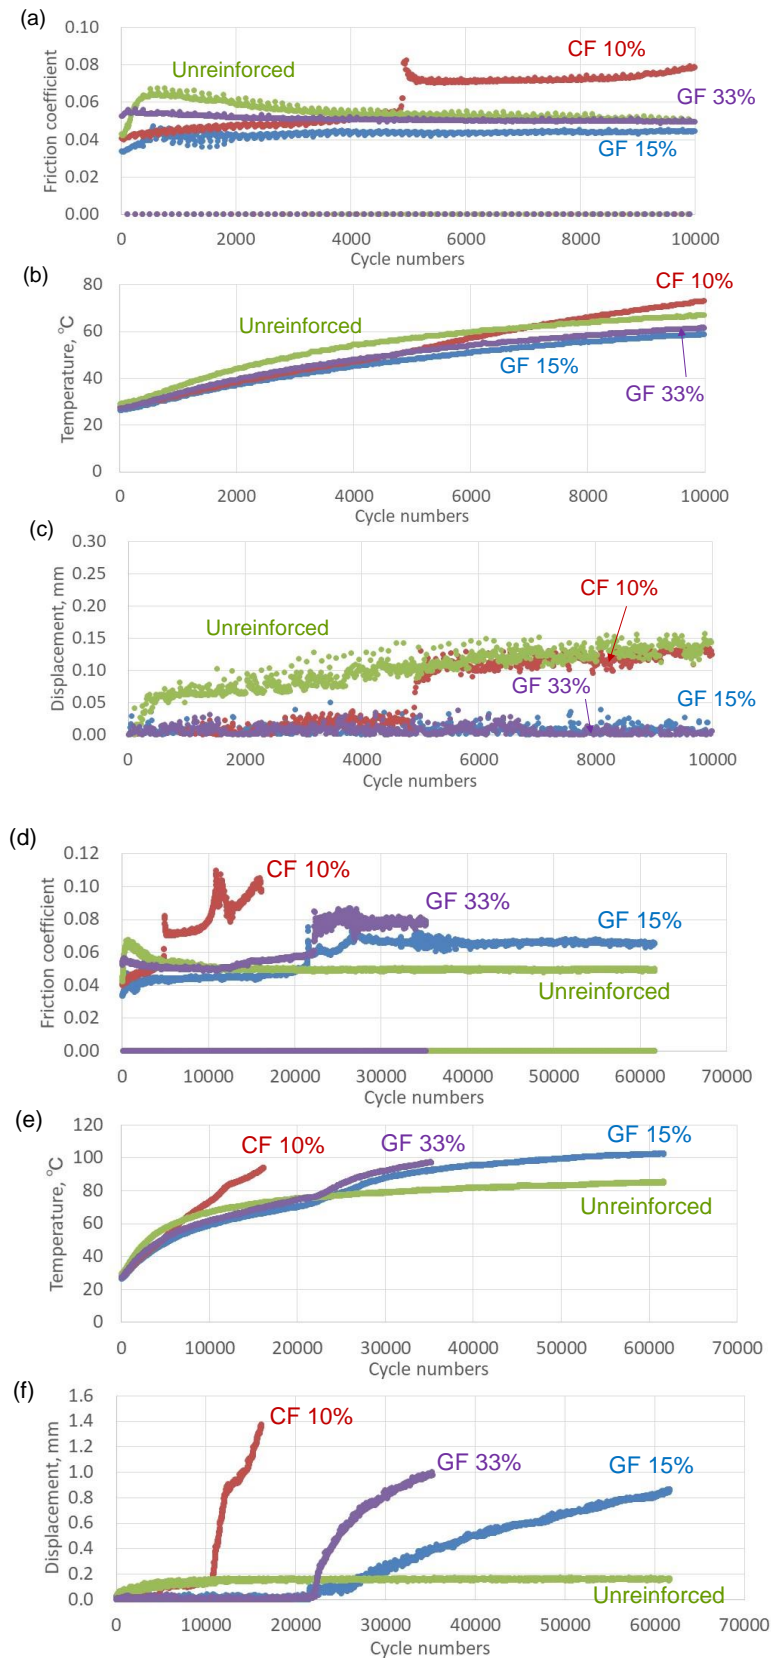 (a)
0.10
CF 10%
Unreinforced
0.08
GF 33%
0.06
0.04
GF 15%
0.02
0.00
Friction coefficient
0 2000 4000 6000 8000 10000
Cycle numbers
(b)
80
CF 10%
Unreinforced
60
GF 15%
40
GF 33%
20
0
Temperature, °C
0 2000 4000 6000 8000 10000
Cycle numbers
(c)
0.30
0.25
CF 10%
0.20
Unreinforced
0.15
0.10
GF 33%
GF 15%
0.05
0.00
Displacement, mm
0 2000 4000 6000 8000 10000
Cycle numbers
(d)
0.12
CF 10%
0.10
GF 33%
0.08
GF 15%
0.06
Unreinforced
0.04
0.02
0.00
Friction coefficient
0 10000 20000 30000 40000 50000 60000 70000
Cycle numbers
(e)
120
CF 10%
GF 33%
GF 15%
100
80
Unreinforced
60
40
20
0
Temperature, °C
0 10000 20000 30000 40000 50000 60000 70000
Cycle numbers
(f)
1.6
CF 10%
1.4
1.2
GF 33%
GF 15%
1.0
0.8
0.6
0.4
0.2
Unreinforced
0.0
Displacement, mm
0 10000 20000 30000 40000 50000 60000 70000
Cycle numbers